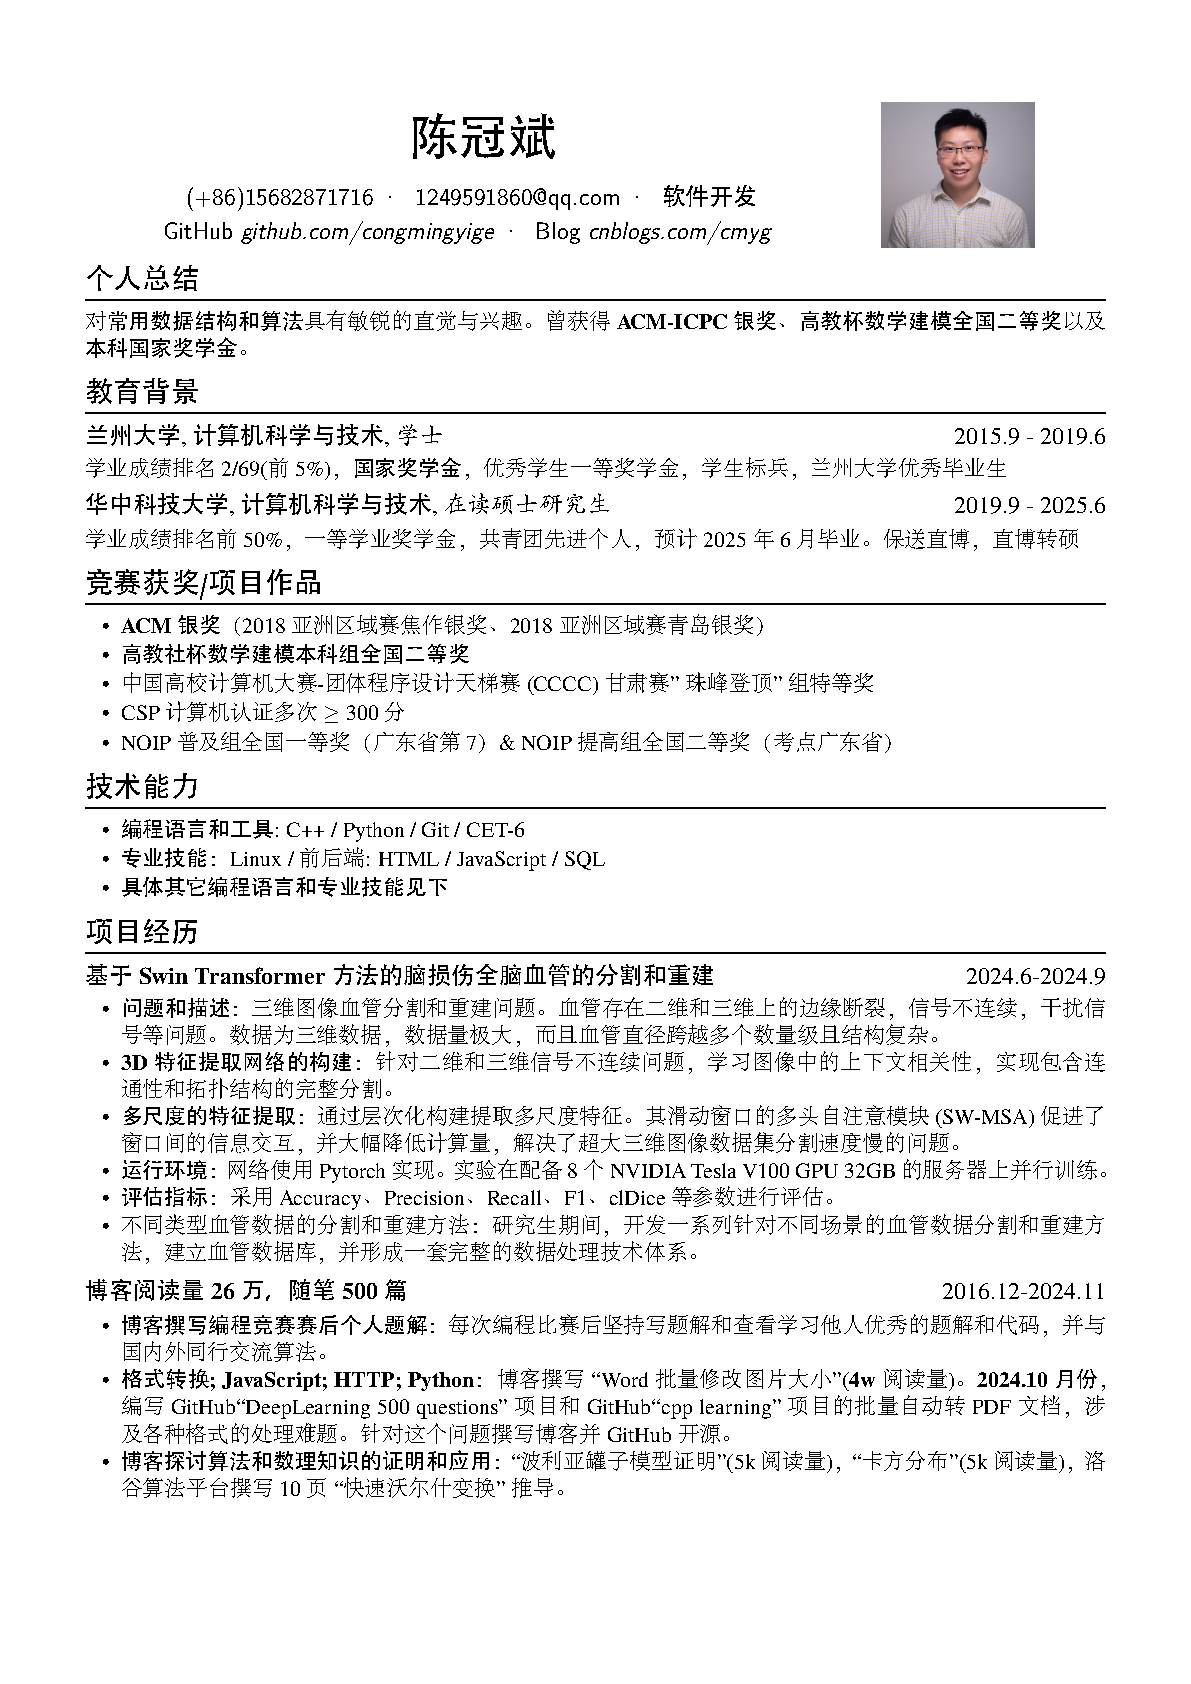 陈冠斌
(+86)15682871716 · 1249591860@qq.com · 软件开发
GitHub github.com/congmingyige · Blog cnblogs.com/cmyg
个人总结
对常用数据结构和算法具有敏锐的直觉与兴趣。曾获得 ACM-ICPC 银奖、高教杯数学建模全国二等奖以及
本科国家奖学金。
教育背景
兰州大学, 计算机科学与技术, 学士 2015.9 - 2019.6
学业成绩排名 2/69(前 5%)，国家奖学金，优秀学生一等奖学金，学生标兵，兰州大学优秀毕业生
华中科技大学, 计算机科学与技术, 在读硕士研究生 2019.9 - 2025.6
学业成绩排名前 50%，一等学业奖学金，共青团先进个人，预计 2025 年 6 月毕业。保送直博，直博转硕
竞赛获奖/项目作品
• ACM 银奖（2018 亚洲区域赛焦作银奖、2018 亚洲区域赛青岛银奖）
• 高教社杯数学建模本科组全国二等奖
• 中国高校计算机大赛-团体程序设计天梯赛 (CCCC) 甘肃赛” 珠峰登顶” 组特等奖
• CSP 计算机认证多次 ≥ 300 分
• NOIP 普及组全国一等奖（广东省第 7）& NOIP 提高组全国二等奖（考点广东省）
技术能力
• 编程语言和工具: C++ / Python / Git / CET-6
• 专业技能：Linux / 前后端: HTML / JavaScript / SQL
• 具体其它编程语言和专业技能见下
项目经历
基于 Swin Transformer 方法的脑损伤全脑血管的分割和重建 2024.6-2024.9
• 问题和描述：三维图像血管分割和重建问题。血管存在二维和三维上的边缘断裂，信号不连续，干扰信
号等问题。数据为三维数据，数据量极大，而且血管直径跨越多个数量级且结构复杂。
• 3D 特征提取网络的构建：针对二维和三维信号不连续问题，学习图像中的上下文相关性，实现包含连
通性和拓扑结构的完整分割。
• 多尺度的特征提取：通过层次化构建提取多尺度特征。其滑动窗口的多头自注意模块 (SW-MSA) 促进了
窗口间的信息交互，并大幅降低计算量，解决了超大三维图像数据集分割速度慢的问题。
• 运行环境：网络使用 Pytorch 实现。实验在配备 8 个 NVIDIA Tesla V100 GPU 32GB 的服务器上并行训练。
• 评估指标：采用 Accuracy、Precision、Recall、F1、clDice 等参数进行评估。
• 不同类型血管数据的分割和重建方法：研究生期间，开发一系列针对不同场景的血管数据分割和重建方
法，建立血管数据库，并形成一套完整的数据处理技术体系。
博客阅读量 26 万，随笔 500 篇 2016.12-2024.11
• 博客撰写编程竞赛赛后个人题解：每次编程比赛后坚持写题解和查看学习他人优秀的题解和代码，并与
国内外同行交流算法。
• 格式转换; JavaScript; HTTP; Python：博客撰写 “Word 批量修改图片大小”(4w 阅读量)。2024.10 月份，
编写 GitHub“DeepLearning 500 questions” 项目和 GitHub“cpp learning” 项目的批量自动转 PDF 文档，涉
及各种格式的处理难题。针对这个问题撰写博客并 GitHub 开源。
• 博客探讨算法和数理知识的证明和应用：“波利亚罐子模型证明”(5k 阅读量)，“卡方分布”(5k 阅读量)，洛
谷算法平台撰写 10 页 “快速沃尔什变换” 推导。